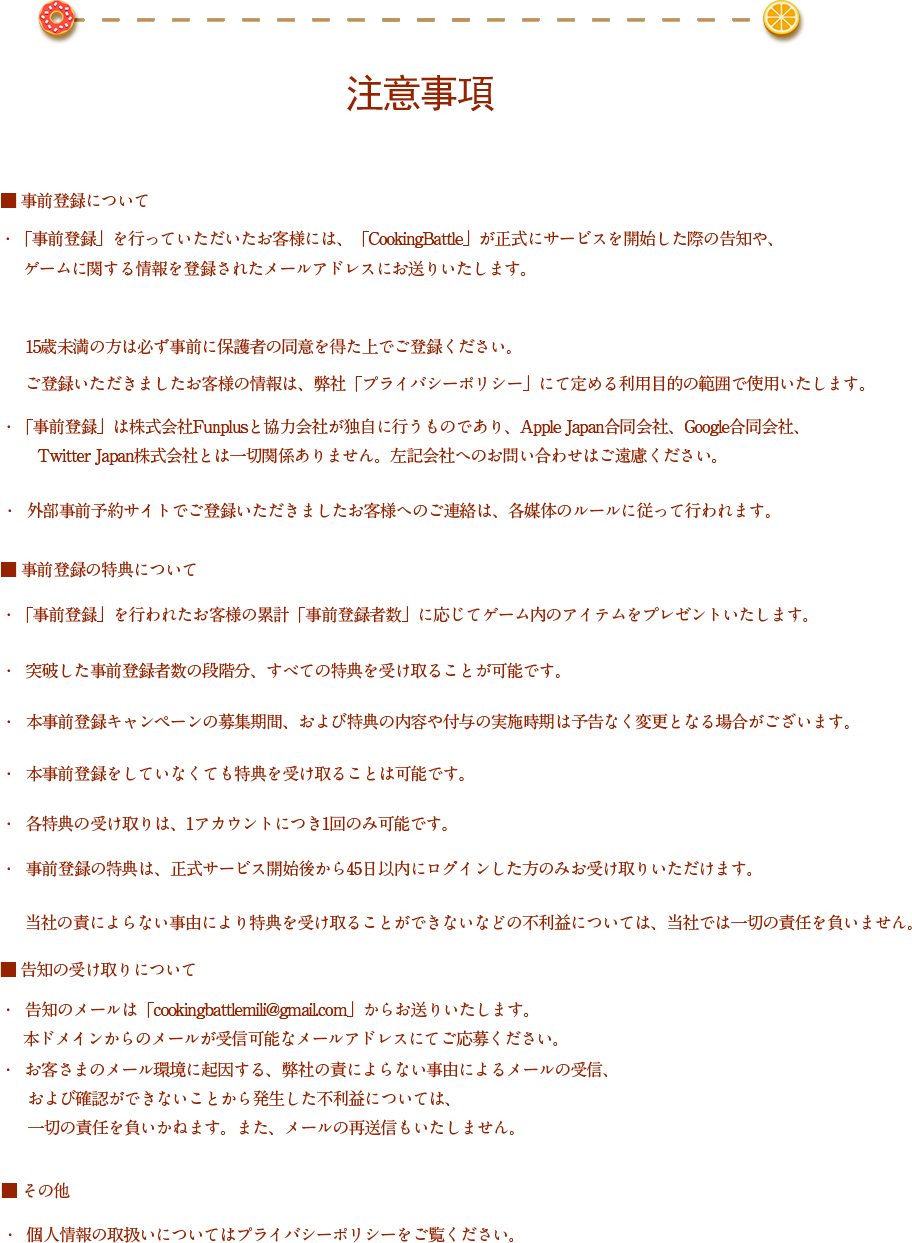 注意事項
■ 事前登録について
・「事前登録」を行っていただいたお客様には、「CookingBattle」が正式にサービスを開始した際の告知や、
ゲームに関する情報を登録されたメールアドレスにお送りいたします。
15歳未満の方は必ず事前に保護者の同意を得た上でご登録ください。
ご登録いただきましたお客様の情報は、弊社「プライバシーポリシー」にて定める利用目的の範囲で使用いたします。
・「事前登録」は株式会社Funplusと協力会社が独自に行うものであり、Apple Japan合同会社、Google合同会社、
Twitter Japan株式会社とは一切関係ありません。左記会社へのお問い合わせはご遠慮ください。
・ 外部事前予約サイトでご登録いただきましたお客様へのご連絡は、各媒体のルールに従って行われます。
■ 事前登録の特典について
・「事前登録」を行われたお客様の累計「事前登録者数」に応じてゲーム内のアイテムをプレゼントいたします。
・ 突破した事前登録者数の段階分、すべての特典を受け取ることが可能です。
・ 本事前登録キャンペーンの募集期間、および特典の内容や付与の実施時期は予告なく変更となる場合がございます。
・ 本事前登録をしていなくても特典を受け取ることは可能です。
・ 各特典の受け取りは、1アカウントにつき1回のみ可能です。
・ 事前登録の特典は、正式サービス開始後から45日以内にログインした方のみお受け取りいただけます。
当社の責によらない事由により特典を受け取ることができないなどの不利益については、当社では一切の責任を負いません。
■ 告知の受け取りについて
・ 告知のメールは「cookingbattlemili@gmail.com」からお送りいたします。
本ドメインからのメールが受信可能なメールアドレスにてご応募ください。
・ お客さまのメール環境に起因する、弊社の責によらない事由によるメールの受信、
および確認ができないことから発生した不利益については、
一切の責任を負いかねます。また、メールの再送信もいたしません。
■ その他
・ 個人情報の取扱いについてはプライバシーポリシーをご覧ください。